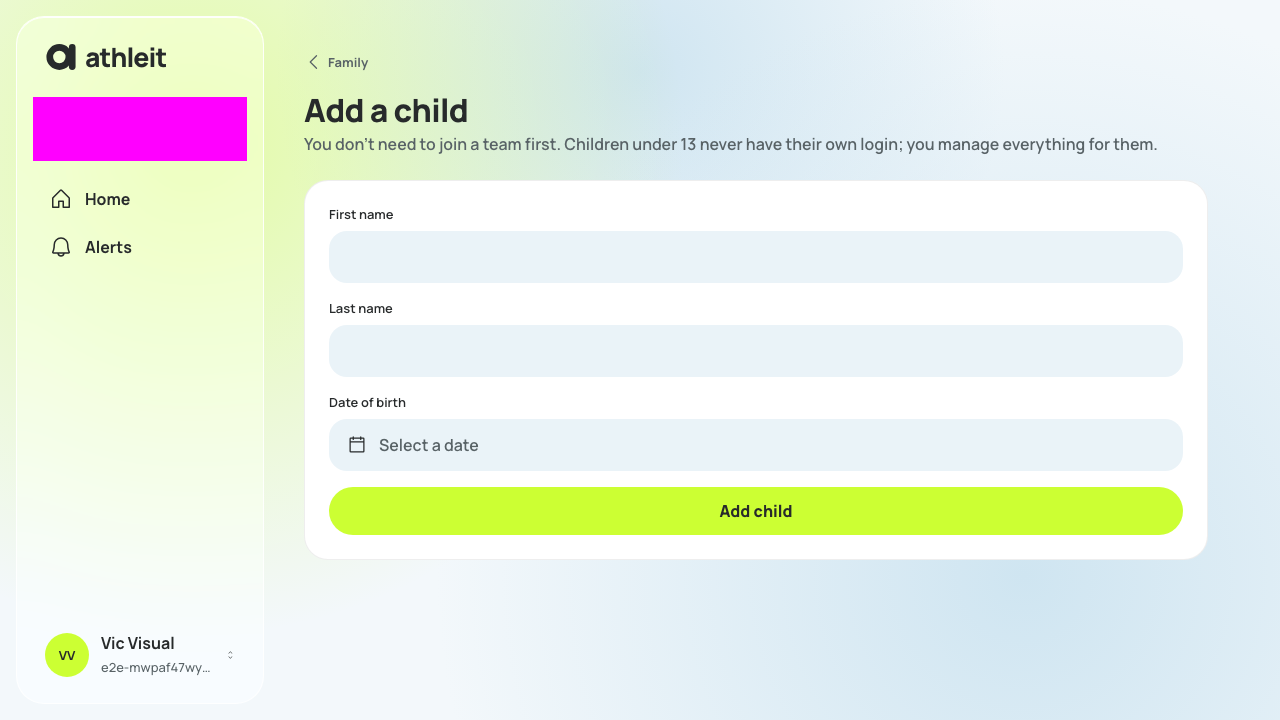 athleit
Family
Add a child
You don't need to join a team first. Children under 13 never have their own login; you manage everything for them.
Home
Alerts
First name
Last name
Date of birth
Select a date
Add child
VV
Vic Visual
e2e-mwpaf47wy...